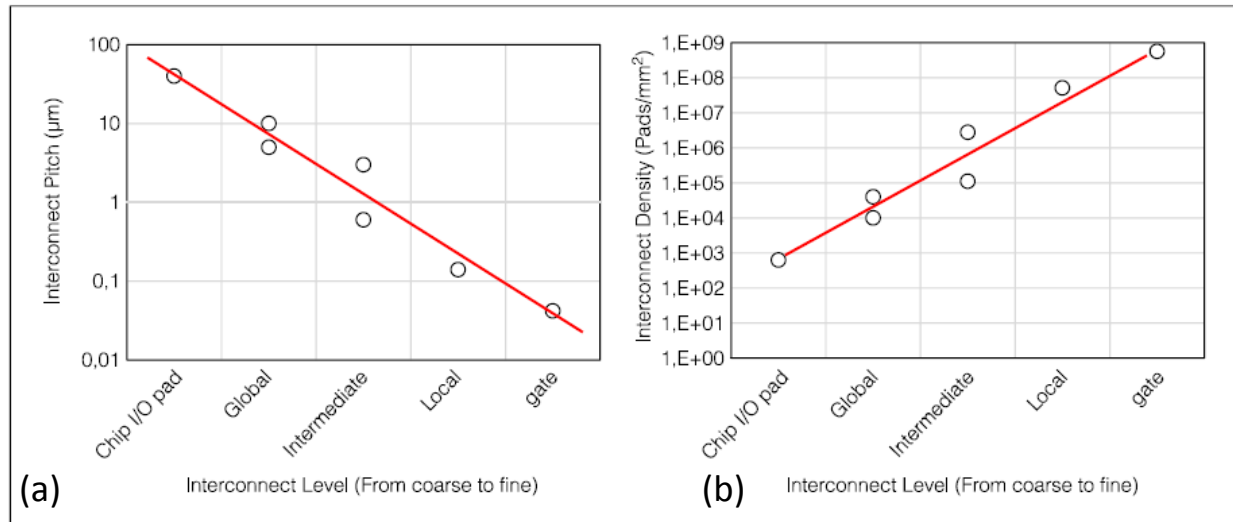 Interconnect Pitch (µm)
100
10
1
0,1
0,01
Chip I/O pad
Global
Intermediate
Local
gate
(a)
Interconnect Level (From coarse to fine)
Interconnect Density (Pads/mm²)
1,E+09
1,E+08
1,E+07
1,E+06
1,E+05
1,E+04
1,E+03
1,E+02
1,E+01
1,E+00
Chip I/O pad
Global
Intermediate
Local
gate
(b)
Interconnect Level (From coarse to fine)